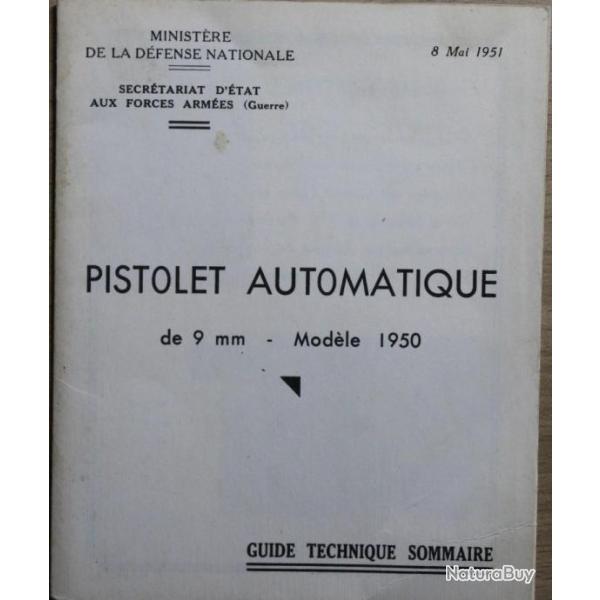 MINISTÈRE
DE LA DÉFENSE NATIONALE
8 Mai 1951
SECRÉTARIAT D'ÉTAT
AUX FORCES ARMÉES (Guerre)
PISTOLET AUTOMATIQUE
de 9 mm - Modèle 1950
GUIDE TECHNIQUE SOMMAIRE
NaturaBuy